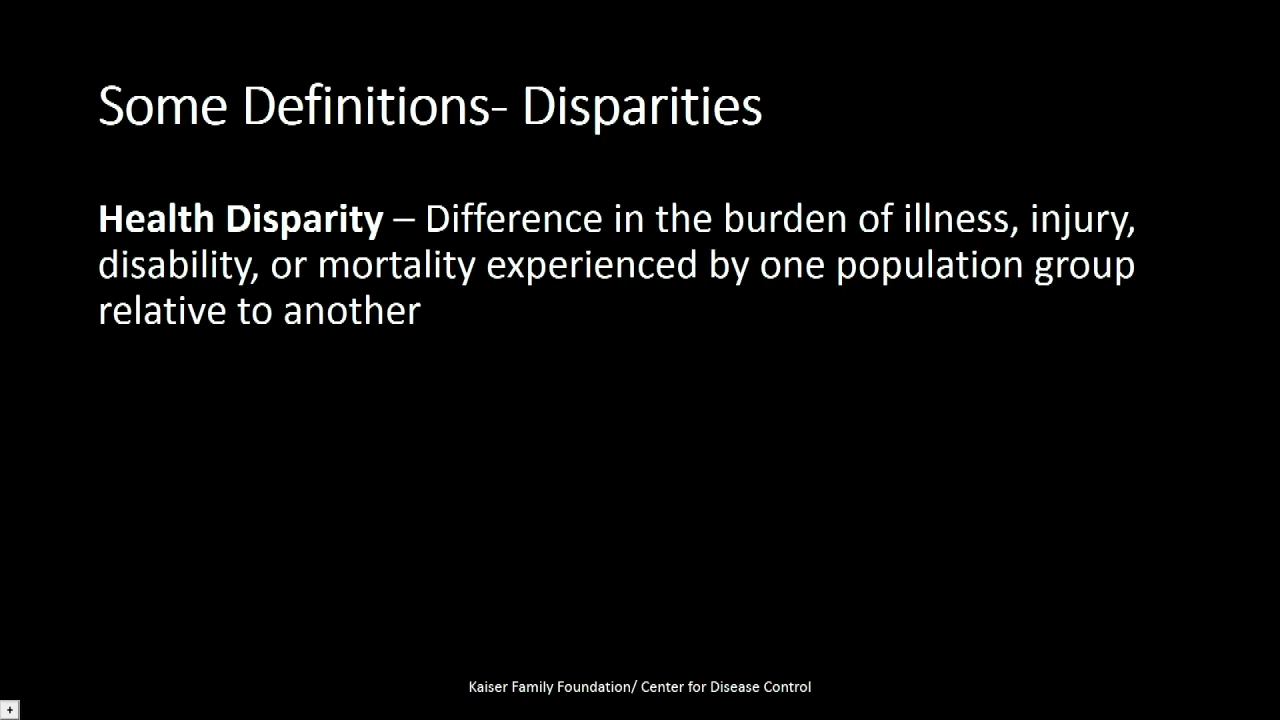 Some Definitions- Disparities
Health Disparity – Difference in the burden of illness, injury,
disability, or mortality experienced by one population group
relative to another
Kaiser Family Foundation/ Center for Disease Control
+